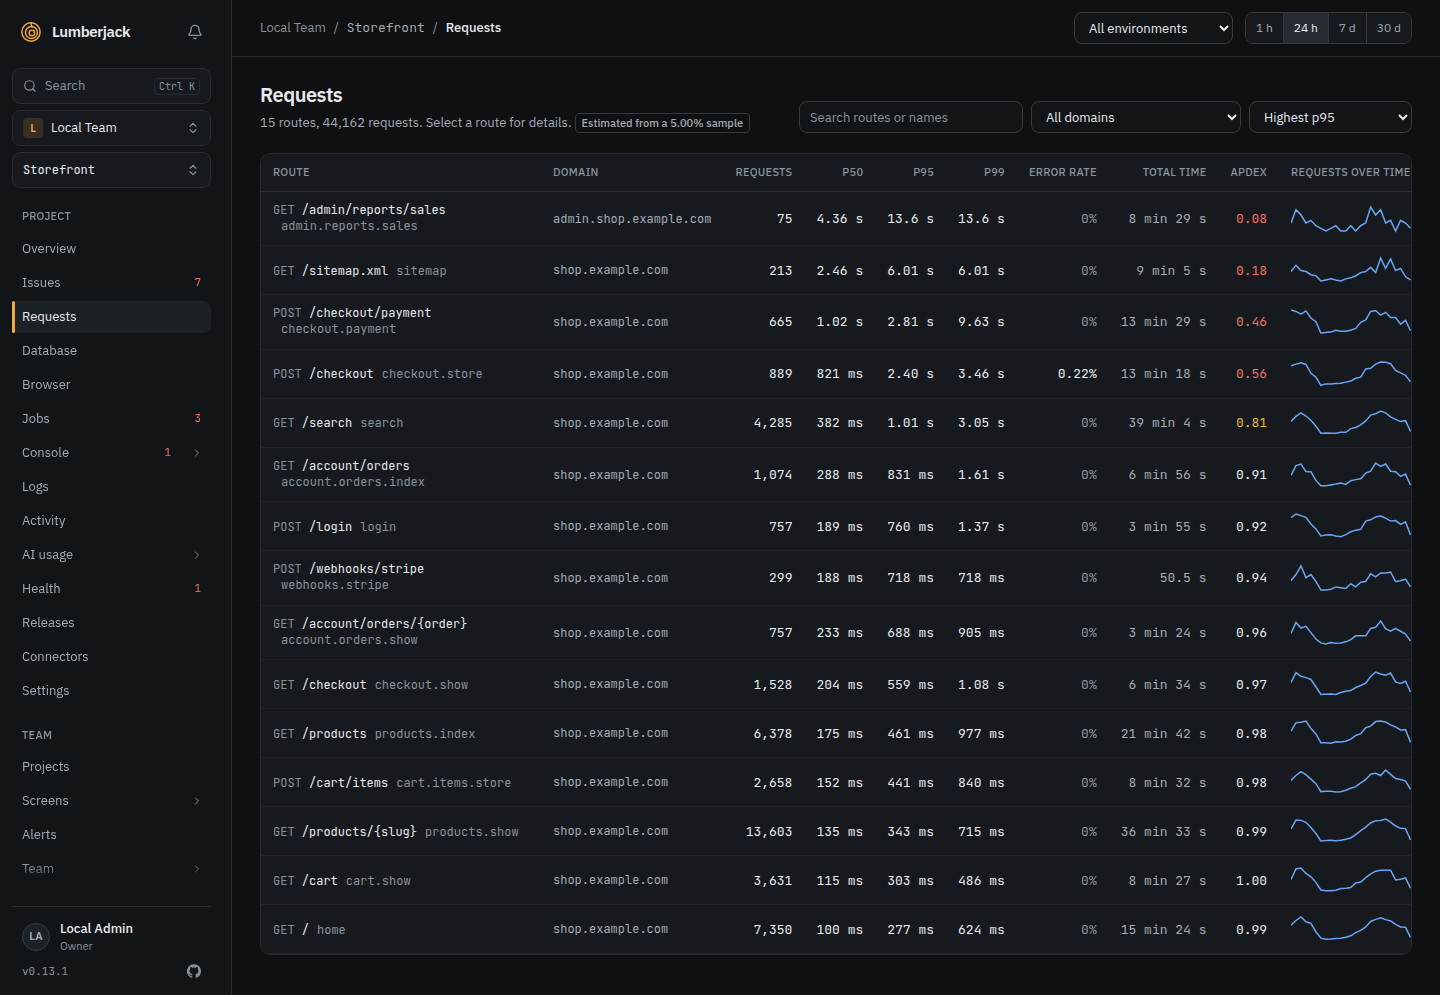 Lumberjack
Search Ctrl K
L Local Team
Storefront
PROJECT
Overview
Issues 7
Requests
Database
Browser
Jobs 3
Console 1
Logs
Activity
AI usage
Health 1
Releases
Connectors
Settings
TEAM
Projects
Screens
Alerts
Team
LA Local Admin
Owner
v0.13.1
Local Team / Storefront / Requests
All environments 1 h 24 h 7 d 30 d
Requests
15 routes, 44,162 requests. Select a route for details. Estimated from a 5.00% sample
Search routes or names All domains Highest p95
ROUTE DOMAIN REQUESTS P50 P95 P99 ERROR RATE TOTAL TIME APDEX REQUESTS OVER TIME
GET /admin/reports/sales
admin.reports.sales admin.shop.example.com 75 4.36 s 13.6 s 13.6 s 0% 8 min 29 s 0.08
GET /sitemap.xml sitemap shop.example.com 213 2.46 s 6.01 s 6.01 s 0% 9 min 5 s 0.18
POST /checkout/payment
checkout.payment shop.example.com 665 1.02 s 2.81 s 9.63 s 0% 13 min 29 s 0.46
POST /checkout checkout.store shop.example.com 889 821 ms 2.40 s 3.46 s 0.22% 13 min 18 s 0.56
GET /search search shop.example.com 4,285 382 ms 1.01 s 3.05 s 0% 39 min 4 s 0.81
GET /account/orders
account.orders.index shop.example.com 1,074 288 ms 831 ms 1.61 s 0% 6 min 56 s 0.91
POST /login login shop.example.com 757 189 ms 760 ms 1.37 s 0% 3 min 55 s 0.92
POST /webhooks/stripe
webhooks.stripe shop.example.com 299 188 ms 718 ms 718 ms 0% 50.5 s 0.94
GET /account/orders/{order}
account.orders.show shop.example.com 757 233 ms 688 ms 905 ms 0% 3 min 24 s 0.96
GET /checkout checkout.show shop.example.com 1,528 204 ms 559 ms 1.08 s 0% 6 min 34 s 0.97
GET /products products.index shop.example.com 6,378 175 ms 461 ms 977 ms 0% 21 min 42 s 0.98
POST /cart/items cart.items.store shop.example.com 2,658 152 ms 441 ms 840 ms 0% 8 min 32 s 0.98
GET /products/{slug} products.show shop.example.com 13,603 135 ms 343 ms 715 ms 0% 36 min 33 s 0.99
GET /cart cart.show shop.example.com 3,631 115 ms 303 ms 486 ms 0% 8 min 27 s 1.00
GET / home shop.example.com 7,350 100 ms 277 ms 624 ms 0% 15 min 24 s 0.99